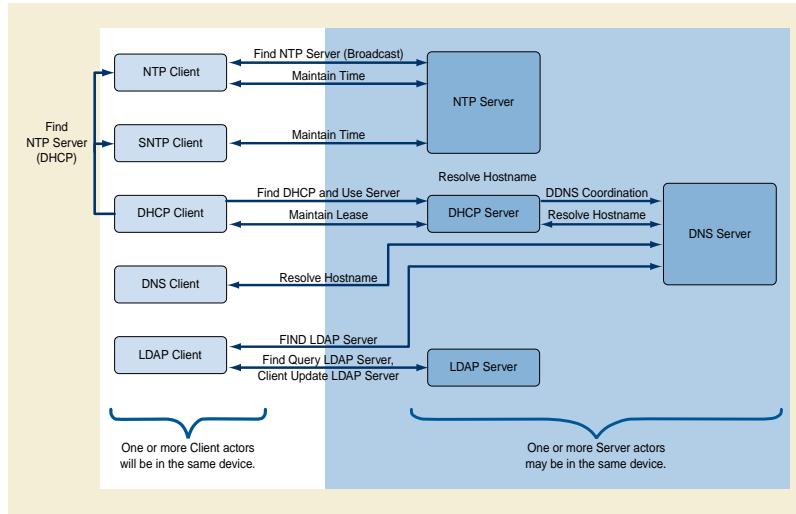 Find NTP Server (Broadcast)
NTP Client
Maintain Time
NTP Server
Find
NTP Server
(DHCP)
SNTP Client
Maintain Time
Resolve Hostname
Find DHCP and Use Server
DDNS Coordination
DHCP Client
Maintain Lease
DHCP Server
Resolve Hostname
DNS Server
DNS Client
Resolve Hostname
FIND LDAP Server
LDAP Client
Find Query LDAP Server,
Client Update LDAP Server
LDAP Server
One or more Client actors
will be in the same device.
One or more Server actors
may be in the same device.